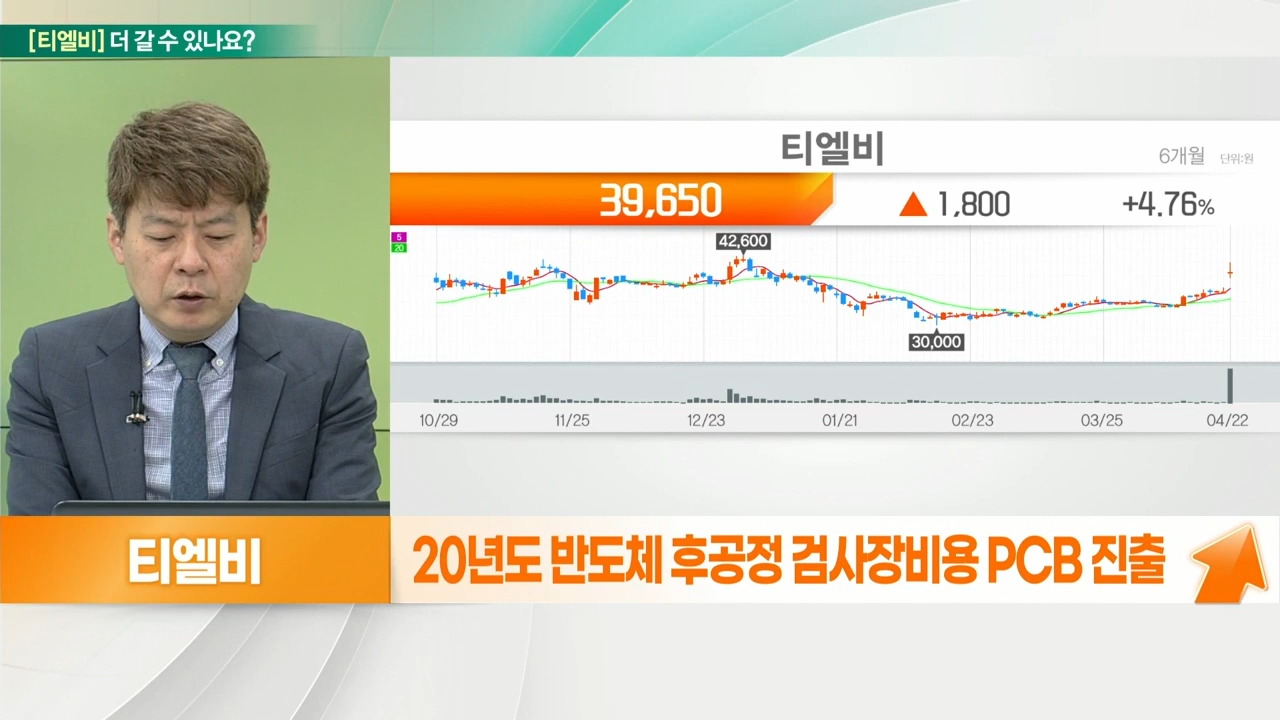 [티엘비] 더 갈 수 있나요?
티엘비
6개월 단위:원
39,650 ▲ 1,800 +4.76%
5
20
42,600
30,000
10/29 11/25 12/23 01/21 02/23 03/25 04/22
티엘비
20년도 반도체 후공정 검사장비용 PCB 진출